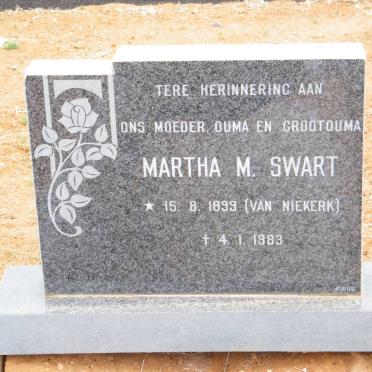 TERE HERINNERING AAN
ONS MOEDER, OUMA EN GROOTOUMA
MARTHA M. SWART
★ 15. 8. 1899 (VAN NIEKERK)
† 4. 1. 1983